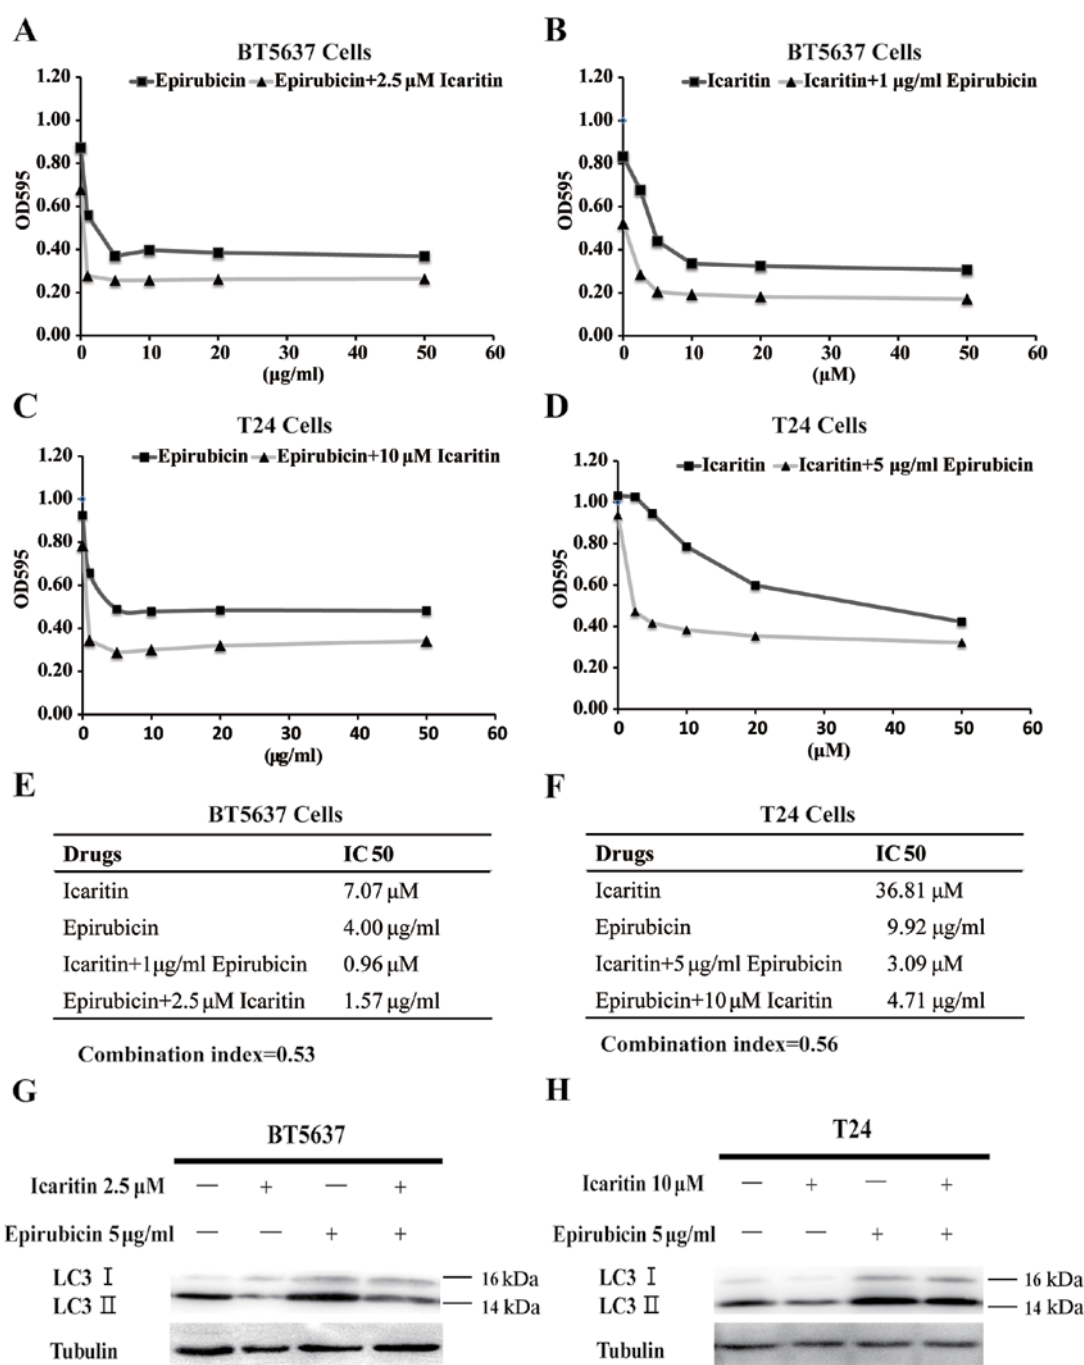 A
B
BT5637 Cells
BT5637 Cells
Epirubicin Epirubicin+2.5 μM Icaritin
Icaritin Icaritin+1 μg/ml Epirubicin
OD595
1.20
1.00
0.80
0.60
0.40
0.20
0.00
0 10 20 30 40 50 60
(μg/ml)
OD595
1.20
1.00
0.80
0.60
0.40
0.20
0.00
0 10 20 30 40 50 60
(μM)
C
D
T24 Cells
T24 Cells
Epirubicin Epirubicin+10 μM Icaritin
Icaritin Icaritin+5 μg/ml Epirubicin
OD595
1.20
1.00
0.80
0.60
0.40
0.20
0.00
0 10 20 30 40 50 60
(μg/ml)
OD595
1.20
1.00
0.80
0.60
0.40
0.20
0.00
0 10 20 30 40 50 60
(μM)
E
BT5637 Cells
Drugs IC50
Icaritin 7.07 μM
Epirubicin 4.00 μg/ml
Icaritin+1μg/ml Epirubicin 0.96 μM
Epirubicin+2.5 μM Icaritin 1.57 μg/ml
Combination index=0.53
F
T24 Cells
Drugs IC50
Icaritin 36.81 μM
Epirubicin 9.92 μg/ml
Icaritin+5 μg/ml Epirubicin 3.09 μM
Epirubicin+10 μM Icaritin 4.71 μg/ml
Combination index=0.56
G
BT5637
Icaritin 2.5 μM — + — +
Epirubicin 5 μg/ml — — + +
LC3 Ⅰ 16 kDa
LC3 Ⅱ 14 kDa
Tubulin
H
T24
Icaritin 10 μM — + — +
Epirubicin 5 μg/ml — — + +
LC3 Ⅰ 16 kDa
LC3 Ⅱ 14 kDa
Tubulin